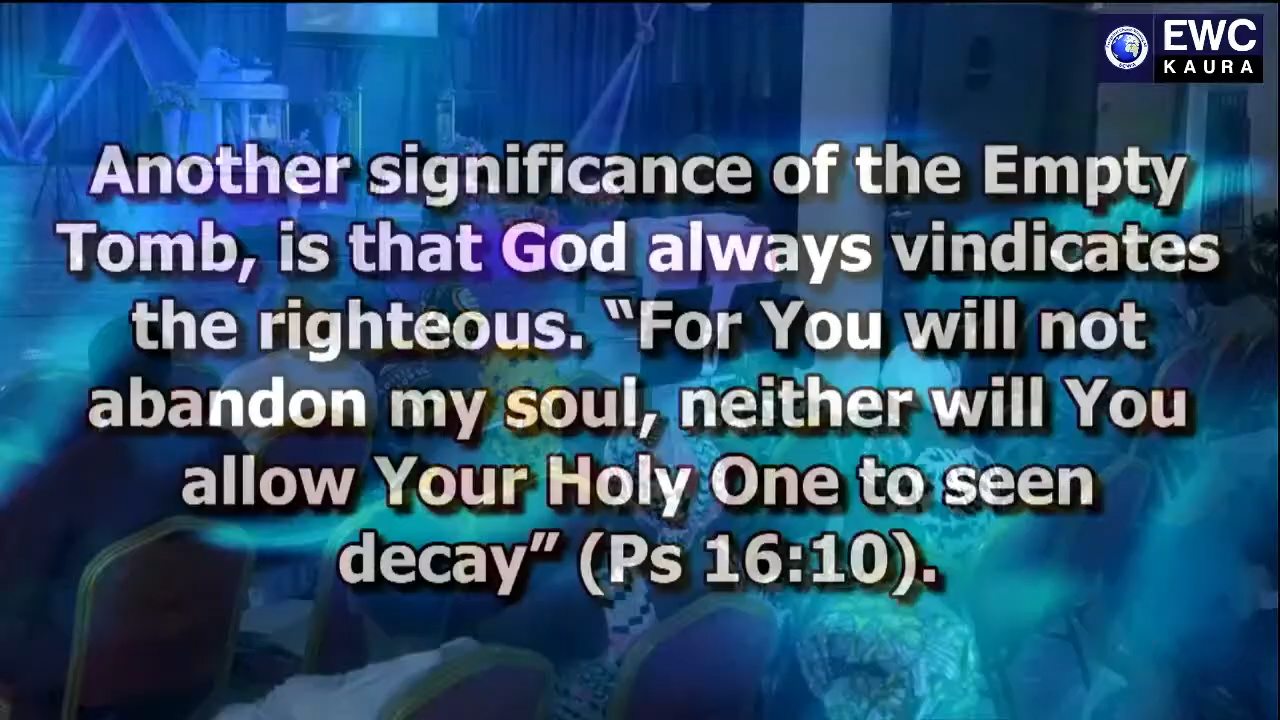 EWC
KAURA
Another significance of the Empty
Tomb, is that God always vindicates
the righteous. “For You will not
abandon my soul, neither will You
allow Your Holy One to seen
decay” (Ps 16:10).